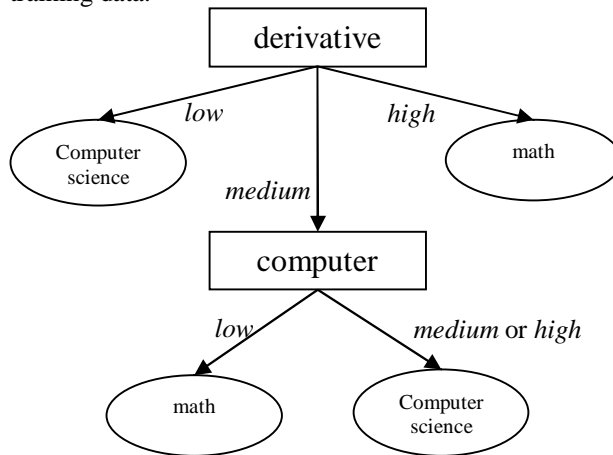 training data.
derivative
low
high
Computer
science
math
medium
computer
low
medium or high
math
Computer
science